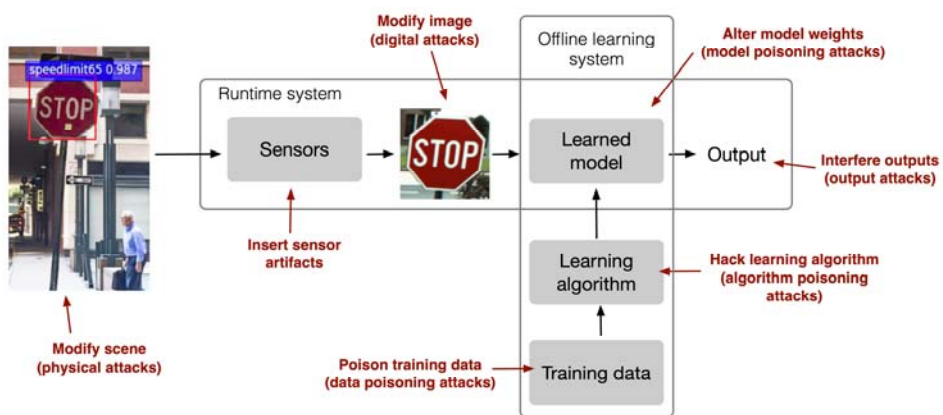 Modify image
(digital attacks)
Offline learning
system
Alter model weights
(model poisoning attacks)
speedlimit65 0.987
STOP
Runtime system
Sensors
STOP
Learned
model
Output
Interfere outputs
(output attacks)
Insert sensor
artifacts
Learning
algorithm
Hack learning algorithm
(algorithm poisoning
attacks)
Modify scene
(physical attacks)
Poison training data
(data poisoning attacks)
Training data